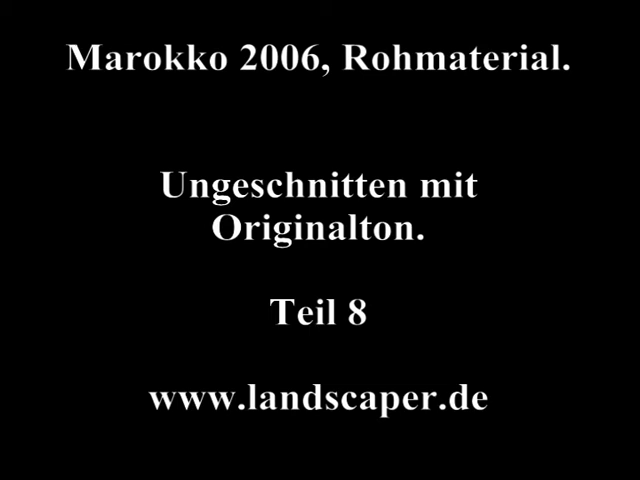 Marokko 2006, Rohmaterial.
Ungeschnitten mit
Originalton.
Teil 8
www.landscaper.de